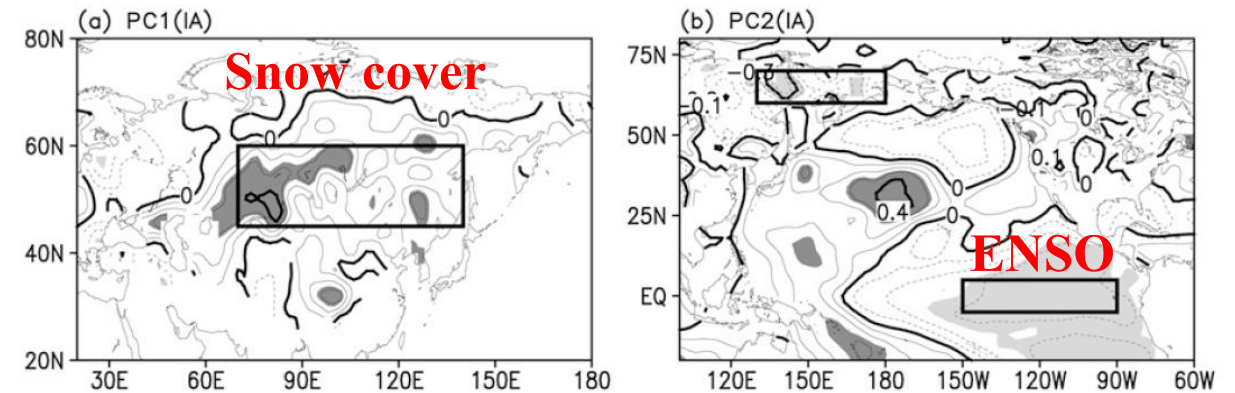 (a) PC1(IA)
80N
Snow cover
0
0
60N
0
40N
20N
30E 60E 90E 120E 150E 180
(b) PC2(IA)
75N
-0
-0.1
0.1
0
50N
0.1
0
0
25N
0.4
0
ENSO
EQ
120E 150E 180 150W 120W 90W 60W